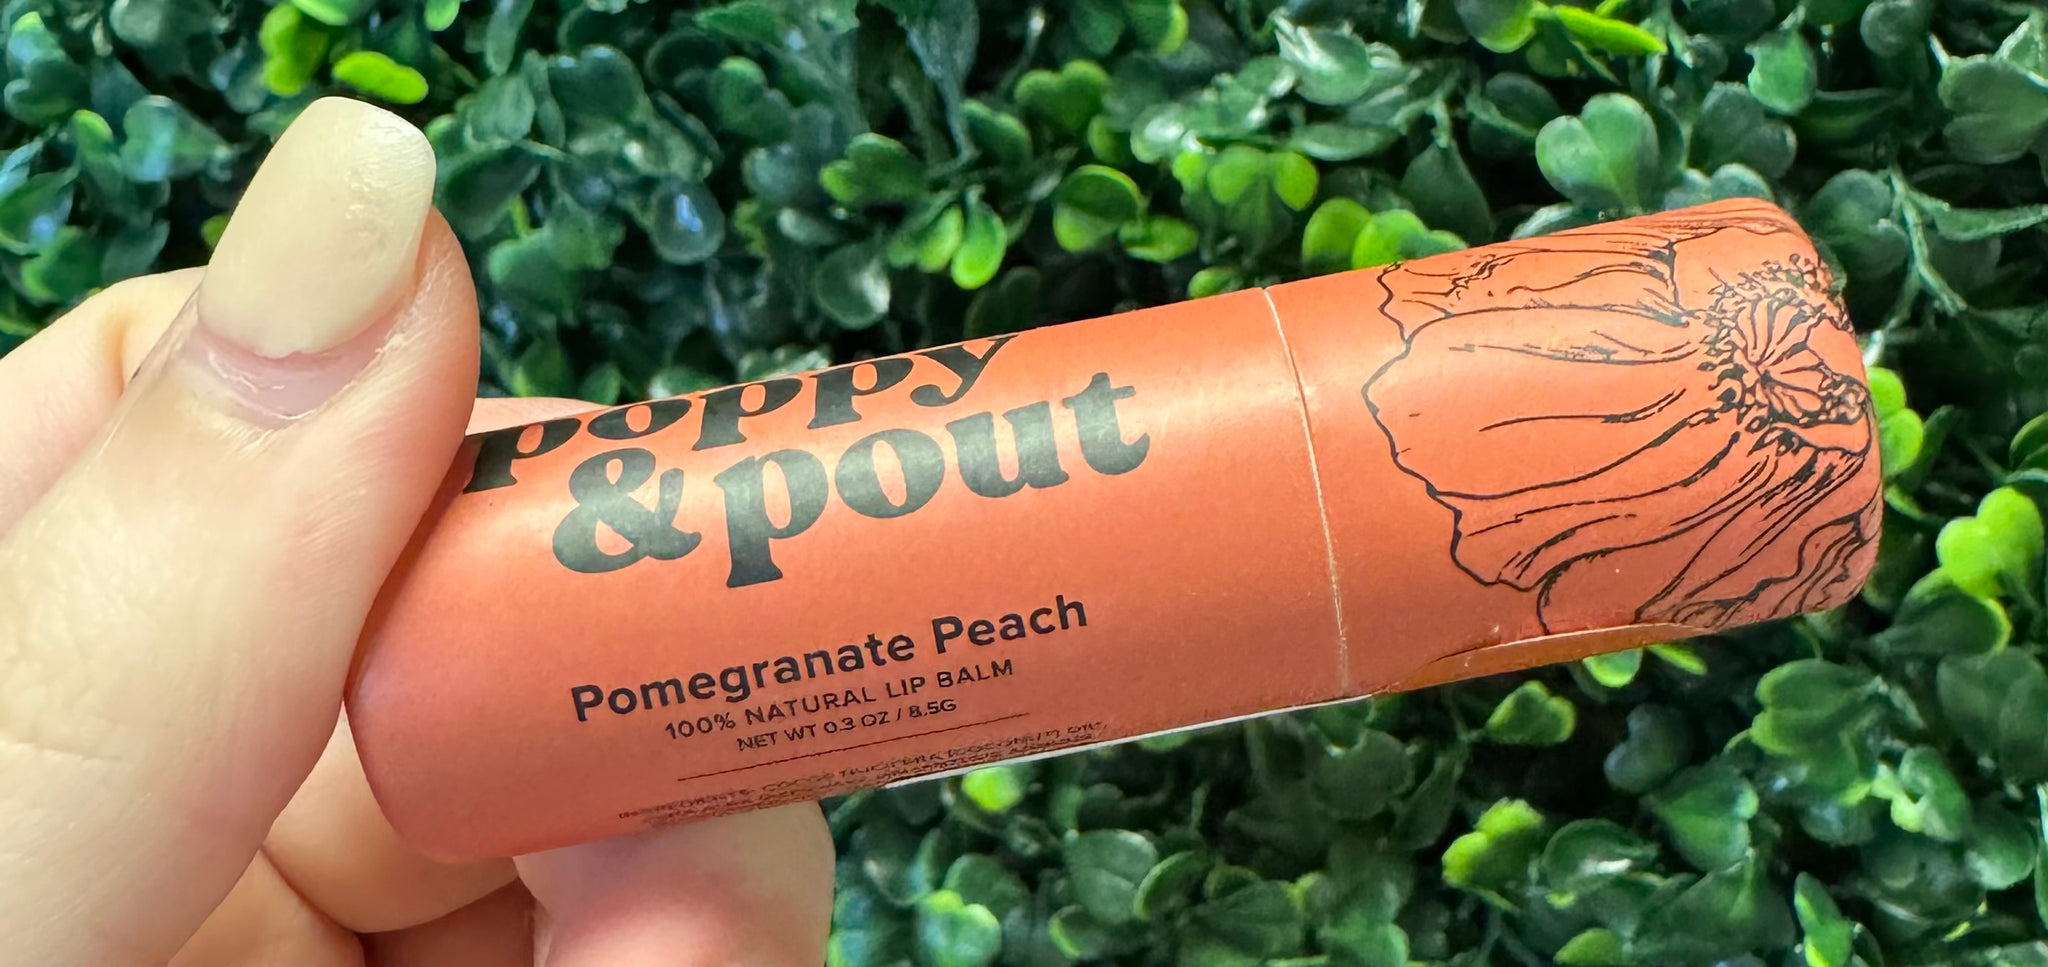 poppy
&pout
Pomegranate Peach
100% NATURAL LIP BALM
NET WT 0.3 OZ / 8.5G